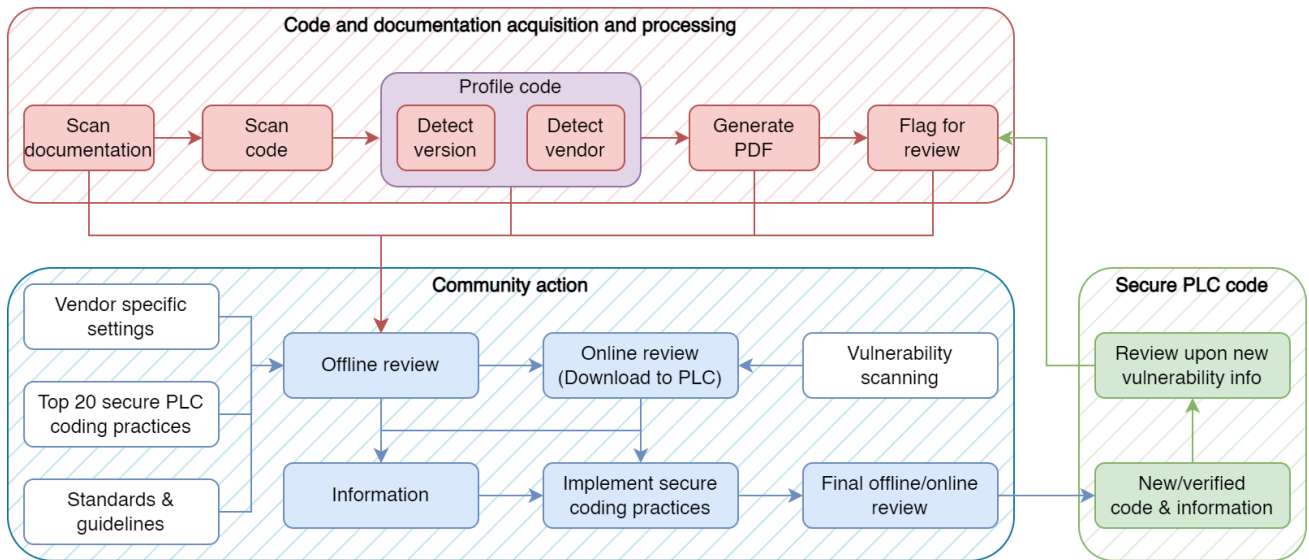 Code and documentation acquisition and processing
Profile code
Scan
documentation
Scan
code
Detect
version
Detect
vendor
Generate
PDF
Flag for
review
Community action
Vendor specific
settings
Top 20 secure PLC
coding practices
Standards &
guidelines
Offline review
Online review
(Download to PLC)
Vulnerability
scanning
Information
Implement secure
coding practices
Final offline/online
review
Secure PLC code
Review upon new
vulnerability info
New/verified
code & information